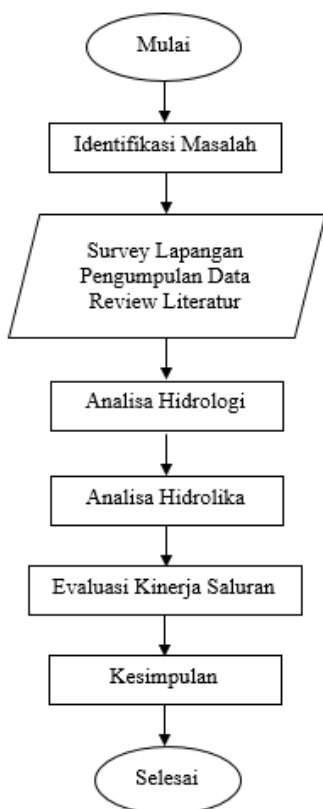 Mulai
Identifikasi Masalah
Survey Lapangan
Pengumpulan Data
Review Literatur
Analisa Hidrologi
Analisa Hidrolika
Evaluasi Kinerja Saluran
Kesimpulan
Selesai